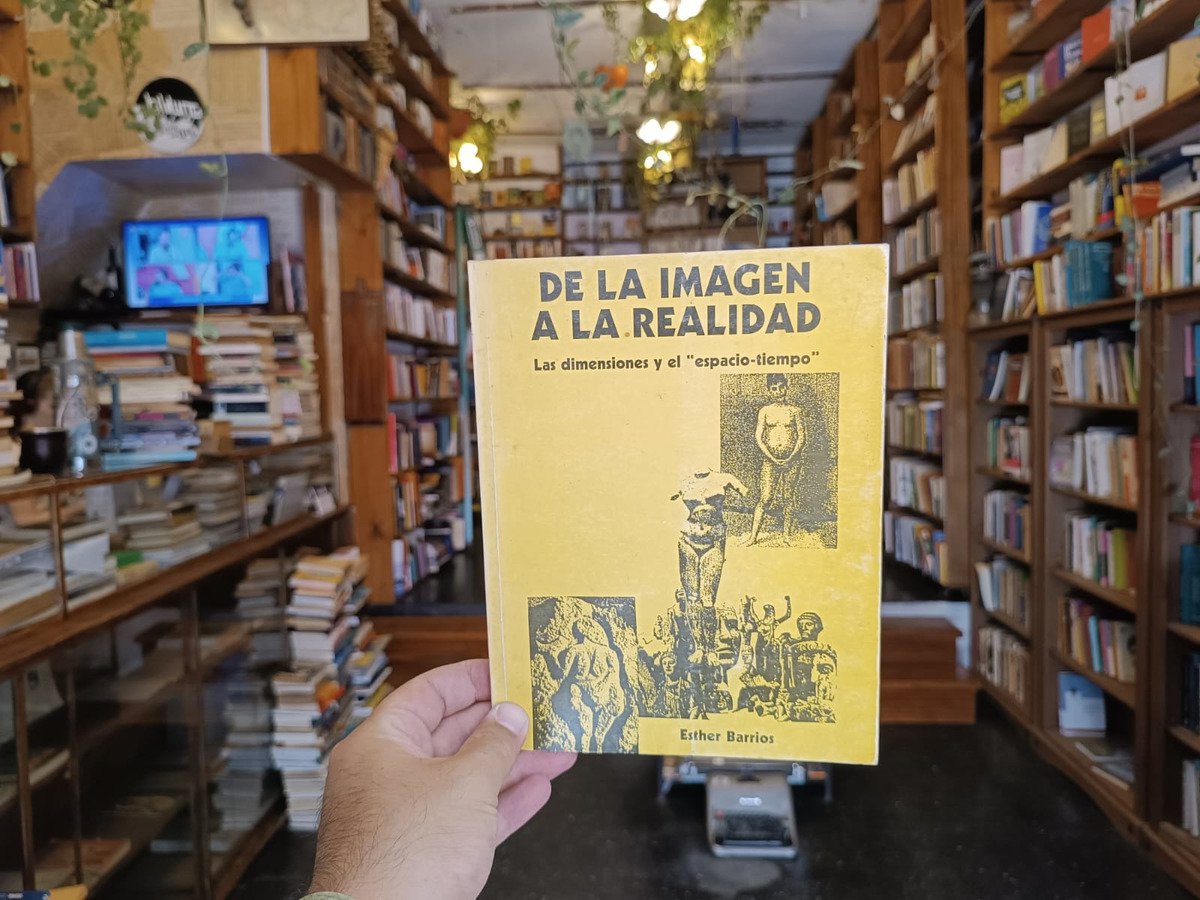 DE LA IMAGEN
A LA REALIDAD
Las dimensiones y el "espacio-tiempo"
Esther Barrios